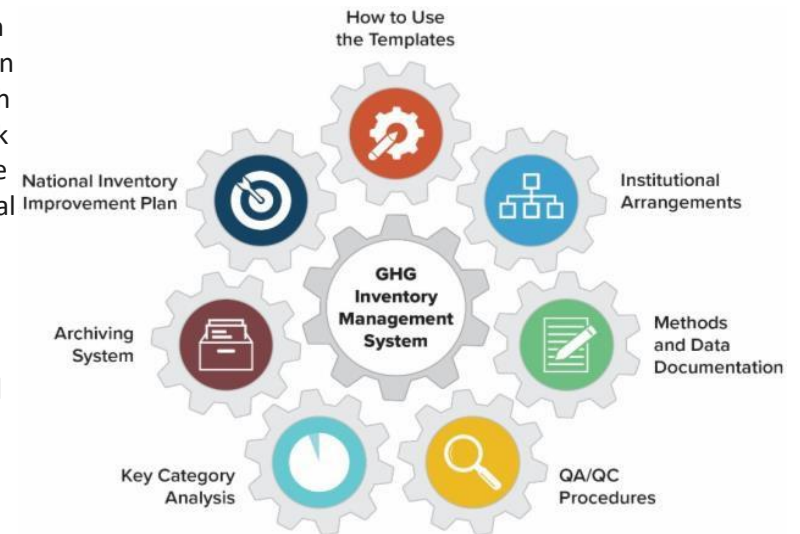 How to Use
the Templates
National Inventory
Improvement Plan
Institutional
Arrangements
GHG
Inventory
Management
System
Archiving
System
Methods
and Data
Documentation
Key Category
Analysis
QA/QC
Procedures